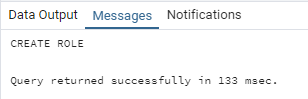 Data Output Messages Notifications
CREATE ROLE
Query returned successfully in 133 msec.